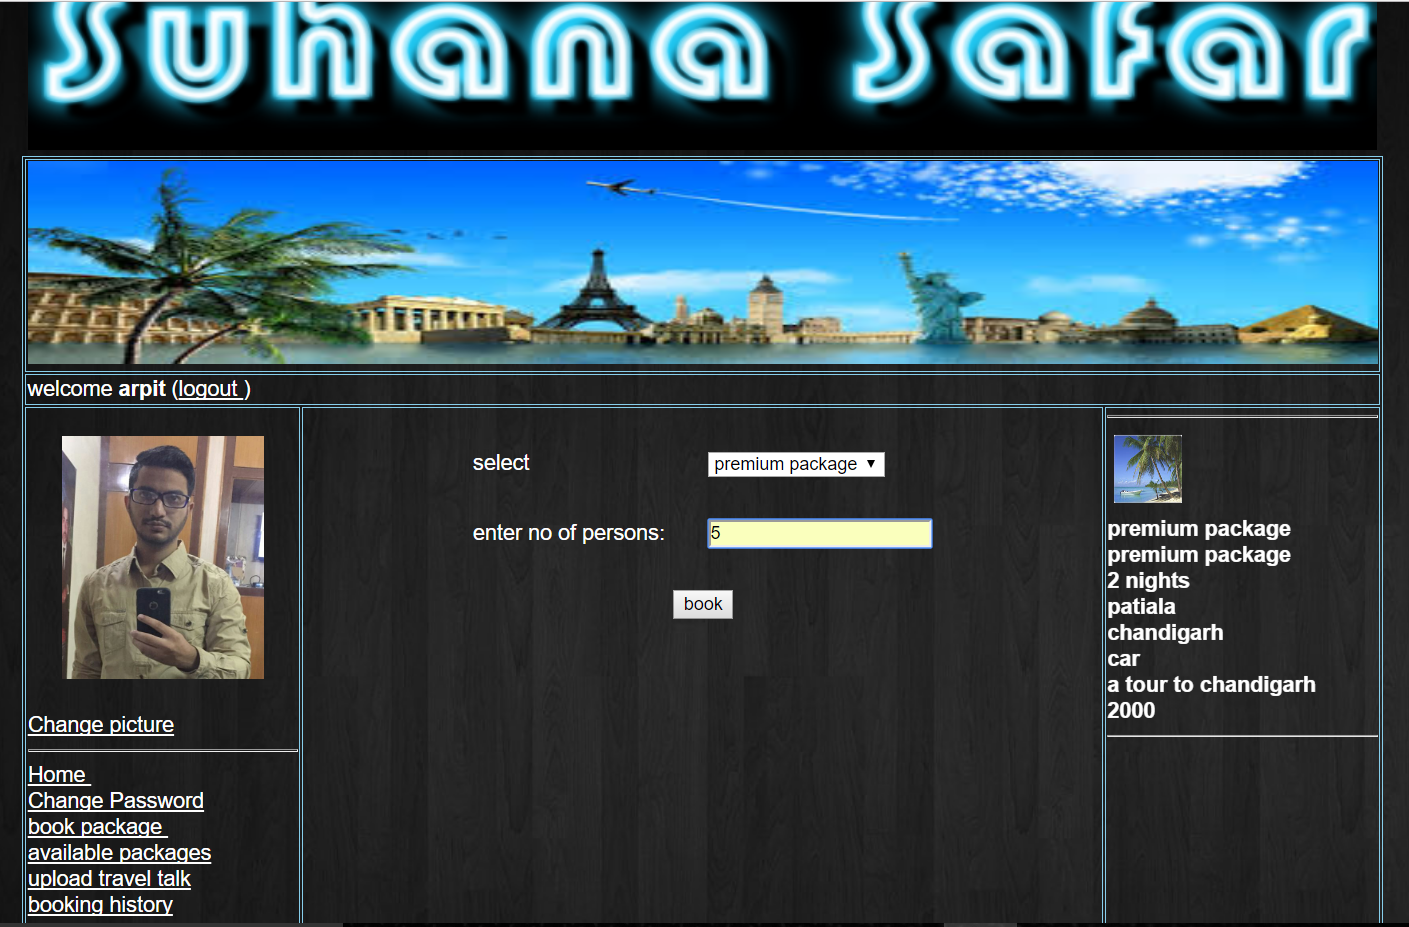 Suhana Safar
welcome arpit (logout )
select
premium package
enter no of persons:
5
book
Change picture
Home
Change Password
book package
available packages
upload travel talk
booking history
premium package
premium package
2 nights
patiala
chandigarh
car
a tour to chandigarh
2000